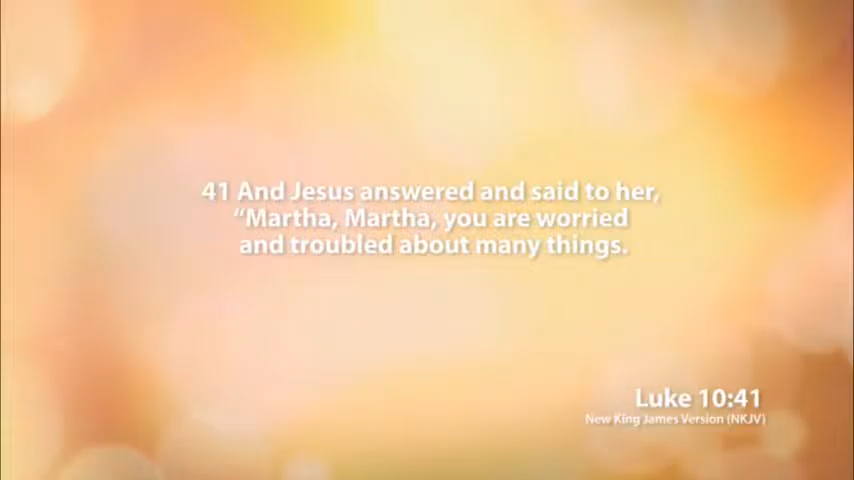 41 And Jesus answered and said to her,
“Martha, Martha, you are worried
and troubled about many things.
Luke 10:41
New King James Version (NKJV)